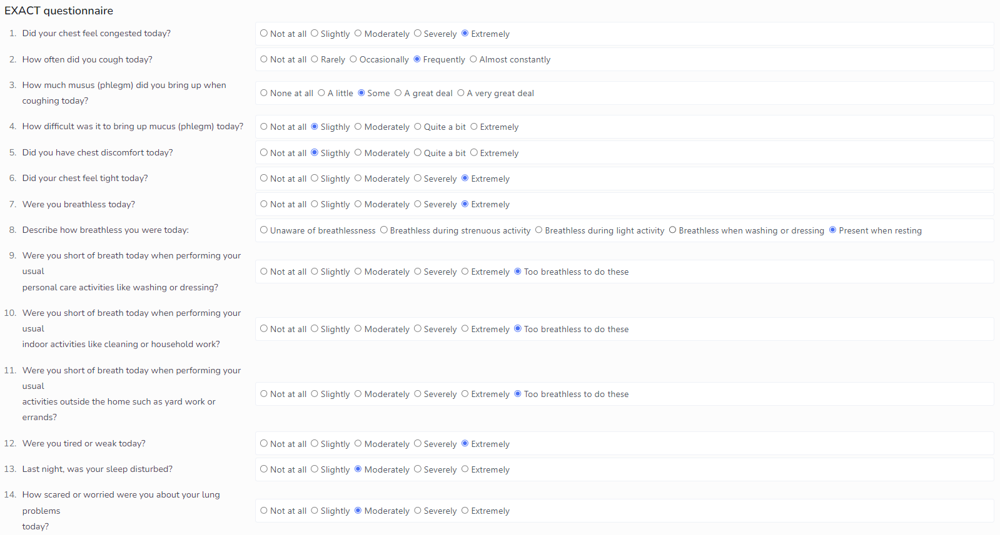 EXACT questionnaire
1. Did your chest feel congested today?
Not at all Slightly Moderately Severely Extremely
2. How often did you cough today?
Not at all Rarely Occasionally Frequently Almost constantly
3. How much musus (phlegm) did you bring up when
coughing today?
None at all A little Some A great deal A very great deal
4. How difficult was it to bring up mucus (phlegm) today?
Not at all Sligthly Moderately Quite a bit Extremely
5. Did you have chest discomfort today?
Not at all Sligthly Moderately Quite a bit Extremely
6. Did your chest feel tight today?
Not at all Slightly Moderately Severely Extremely
7. Were you breathless today?
Not at all Slightly Moderately Severely Extremely
8. Describe how breathless you were today:
Unaware of breathlessness Breathless during strenuous activity Breathless during light activity Breathless when washing or dressing Present when resting
9. Were you short of breath today when performing your
usual
personal care activities like washing or dressing?
Not at all Slightly Moderately Severely Extremely Too breathless to do these
10. Were you short of breath today when performing your
usual
indoor activities like cleaning or household work?
Not at all Slightly Moderately Severely Extremely Too breathless to do these
11. Were you short of breath today when performing your
usual
activities outside the home such as yard work or
errands?
Not at all Slightly Moderately Severely Extremely Too breathless to do these
12. Were you tired or weak today?
Not at all Slightly Moderately Severely Extremely
13. Last night, was your sleep disturbed?
Not at all Slightly Moderately Severely Extremely
14. How scared or worried were you about your lung
problems
today?
Not at all Slightly Moderately Severely Extremely